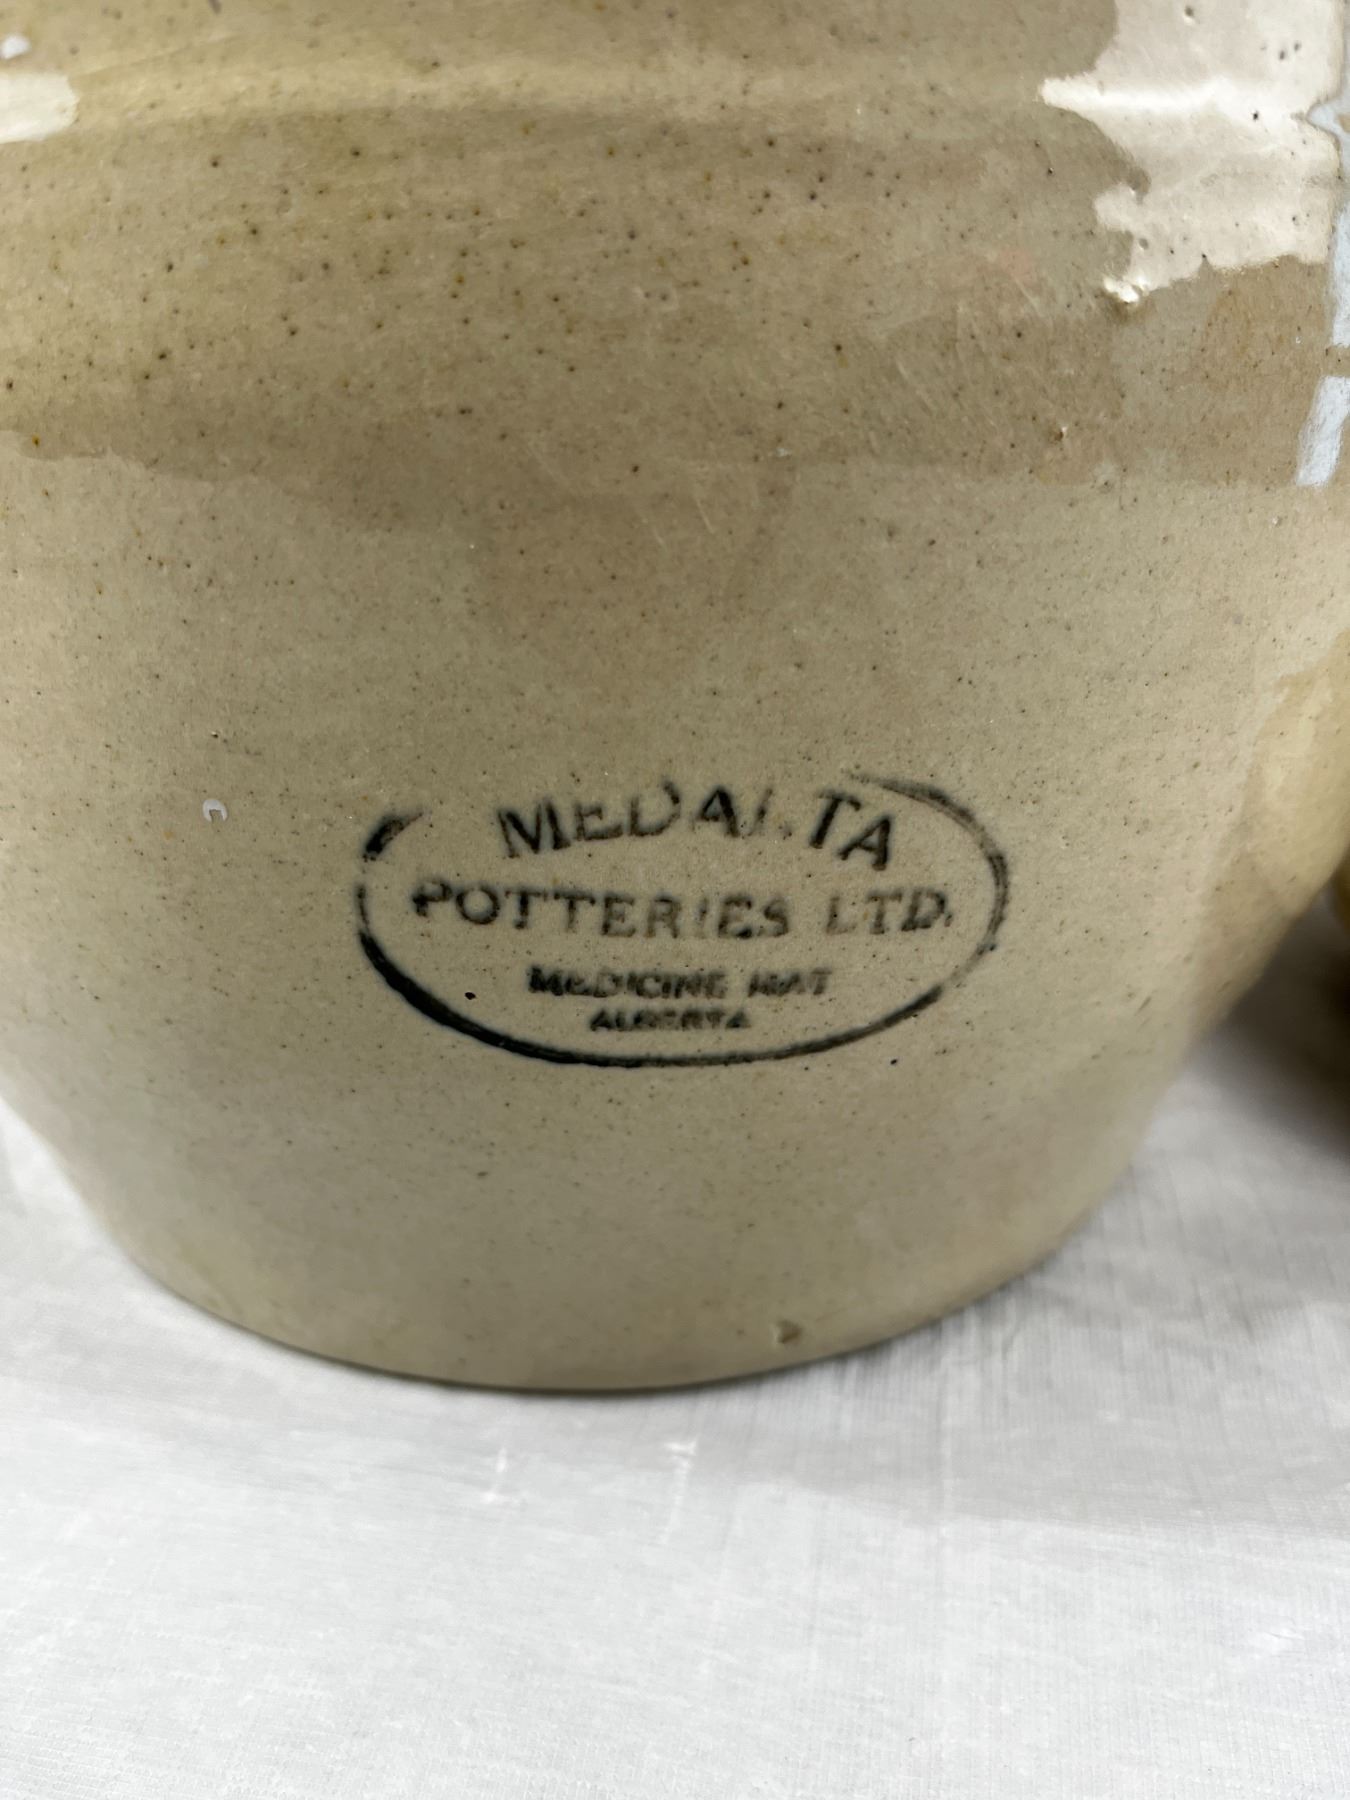 MEDALTA
POTTERIES LTD.
MEDICINE HAT
ALBERTA